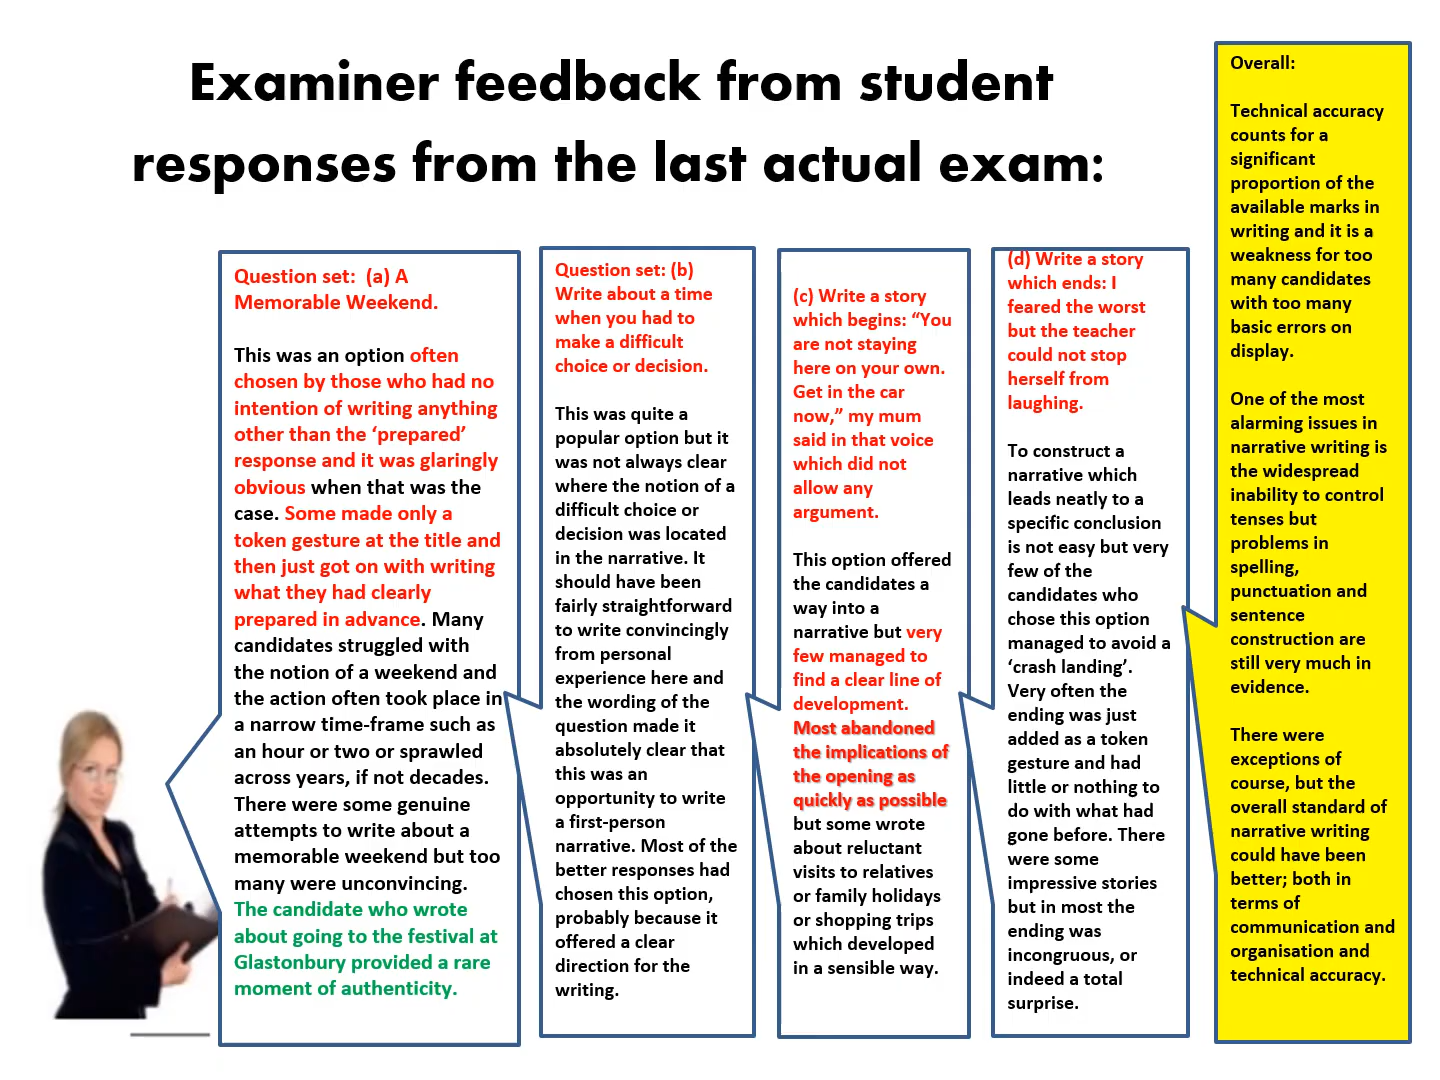 Examiner feedback from student
responses from the last actual exam:
Question set:  (a) A
Memorable Weekend.
This was an option often
chosen by those who had no
intention of writing anything
other than the ‘prepared’
response and it was glaringly
obvious when that was the
case. Some made only a
token gesture at the title and
then just got on with writing
what they had clearly
prepared in advance. Many
candidates struggled with
the notion of a weekend and
the action often took place in
a narrow time-frame such as
an hour or two or sprawled
across years, if not decades.
There were some genuine
attempts to write about a
memorable weekend but too
many were unconvincing.
The candidate who wrote
about going to the festival at
Glastonbury provided a rare
moment of authenticity.
Question set: (b)
Write about a time
when you had to
make a difficult
choice or decision.
This was quite a
popular option but it
was not always clear
where the notion of a
difficult choice or
decision was located
in the narrative. It
should have been
fairly straightforward
to write convincingly
from personal
experience here and
the wording of the
question made it
absolutely clear that
this was an
opportunity to write
a first-person
narrative. Most of the
better responses had
chosen this option,
probably because it
offered a clear
direction for the
writing.
(c) Write a story
which begins: “You
are not staying
here on your own.
Get in the car
now,” my mum
said in that voice
which did not
allow any
argument.
This option offered
the candidates a
way into a
narrative but very
few managed to
find a clear line of
development.
Most abandoned
the implications of
the opening as
quickly as possible
but some wrote
about reluctant
visits to relatives
or family holidays
or shopping trips
which developed
in a sensible way.
(d) Write a story
which ends: I
feared the worst
but the teacher
could not stop
herself from
laughing.
To construct a
narrative which
leads neatly to a
specific conclusion
is not easy but very
few of the
candidates who
chose this option
managed to avoid a
‘crash landing’.
Very often the
ending was just
added as a token
gesture and had
little or nothing to
do with what had
gone before. There
were some
impressive stories
but in most the
ending was
incongruous, or
indeed a total
surprise.
Overall:
Technical accuracy
counts for a
significant
proportion of the
available marks in
writing and it is a
weakness for too
many candidates
with too many
basic errors on
display.
One of the most
alarming issues in
narrative writing is
the widespread
inability to control
tenses but
problems in
spelling,
punctuation and
sentence
construction are
still very much in
evidence.
There were
exceptions of
course, but the
overall standard of
narrative writing
could have been
better; both in
terms of
communication and
organisation and
technical accuracy.